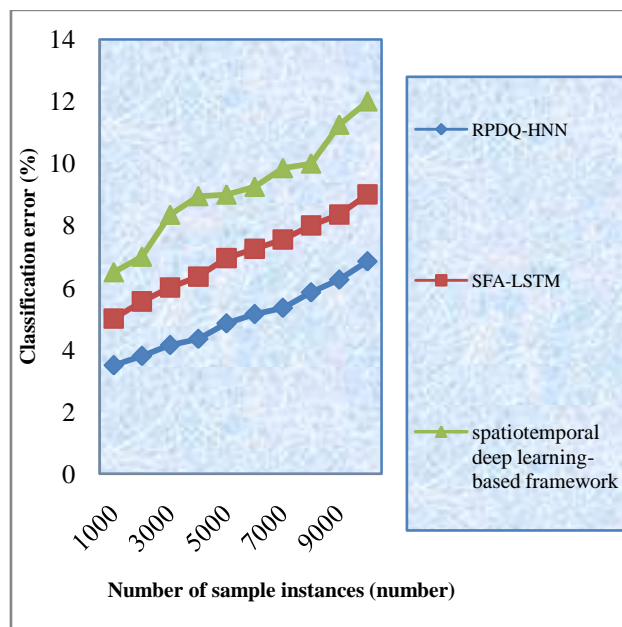 14
12
10
8
6
4
2
0
Classification error (%)
1000
3000
5000
7000
9000
Number of sample instances (number)
RPDQ-HNN
SFA-LSTM
spatiotemporal
deep learning-
based framework